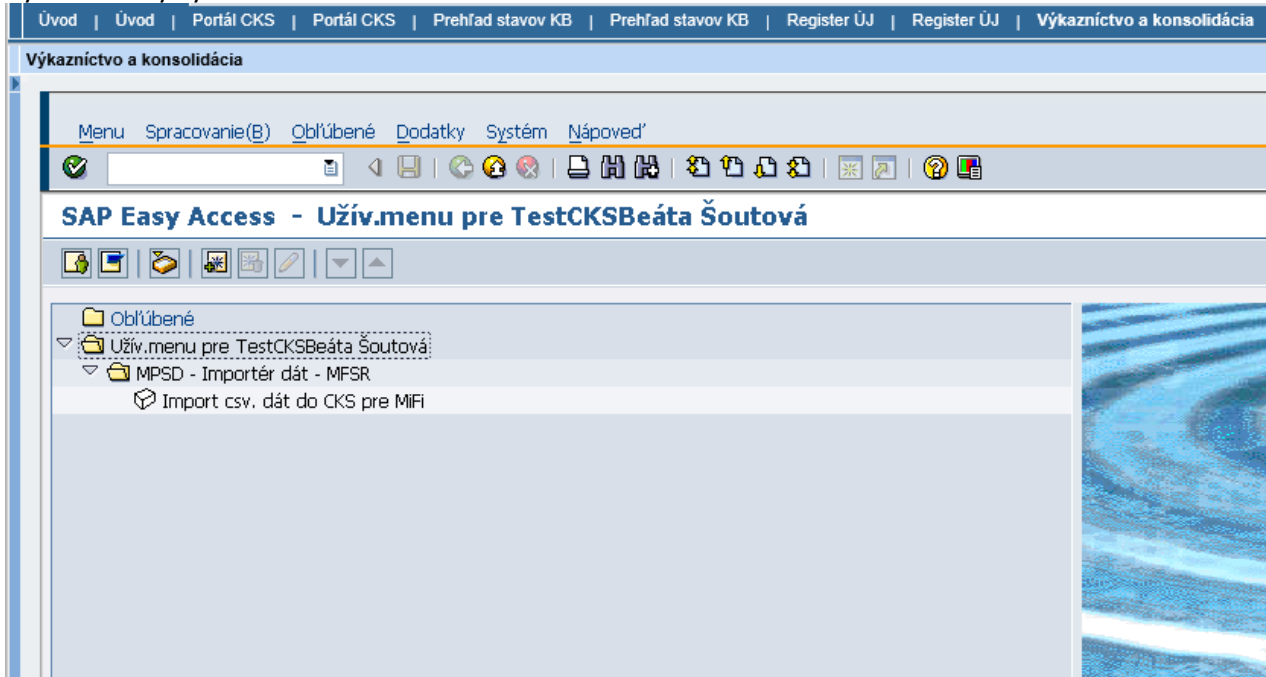 Úvod | Úvod | Portál CKS | Portál CKS | Prehľad stavov KB | Prehľad stavov KB | Register ÚJ | Register ÚJ | Výkazníctvo a konsolidácia
Výkazníctvo a konsolidácia
Menu Spracovanie(B) Obľúbené Dodatky Systém Nápoveď
SAP Easy Access - Užív.menu pre TestCKSBeáta Šoutová
Obľúbené
Užív.menu pre TestCKSBeáta Šoutová
MPSD - Importér dát - MFSR
Import csv. dát do CKS pre MiFi